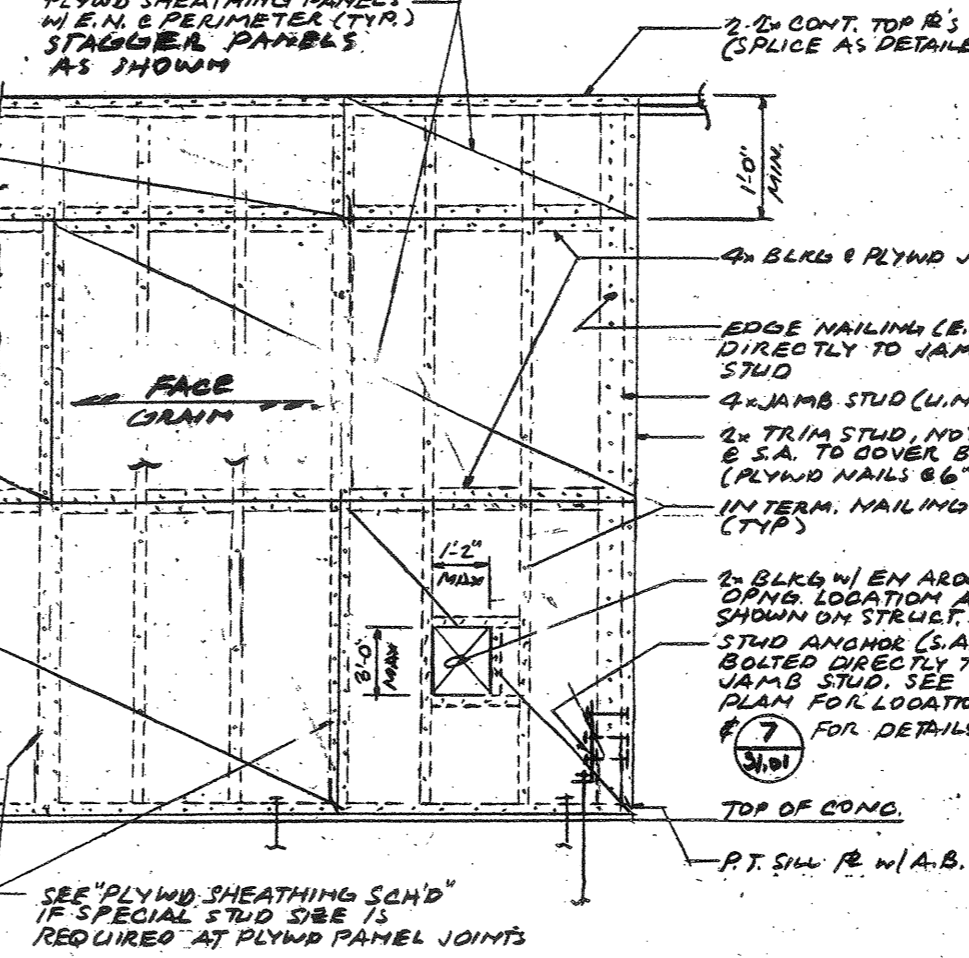 PLYWD SHEATHING PANELS
W/ E.N. @ PERIMETER (TYP.)
STAGGER PANELS
AS SHOWN
2-2x CONT. TOP PL'S
(SPLICE AS DETAILE
1'-0"
MIN.
4x BLKG @ PLYWD J
EDGE NAILING (E.
DIRECTLY TO JAM
STUD
4x JAMB STUD (U.N
2x TRIM STUD, NOT
@ S.A. TO COVER B
(PLYWD NAILS @6"
INTERM. NAILING
(TYP)
FACE
GRAIN
1'-2"
MAX
3'-0"
MAX
2x BLKG W/ EN ARO
OPNG. LOCATION A
SHOWN ON STRUCT.
STUD ANCHOR (S.A
BOLTED DIRECTLY T
JAMB STUD. SEE
PLAN FOR LOCATIO
& 7 FOR DETAILS
S1.01
TOP OF CONC.
P.T. SILL PL W/ A.B.
SEE "PLYWD SHEATHING SCH'D"
IF SPECIAL STUD SIZE IS
REQUIRED AT PLYWD PANEL JOINTS